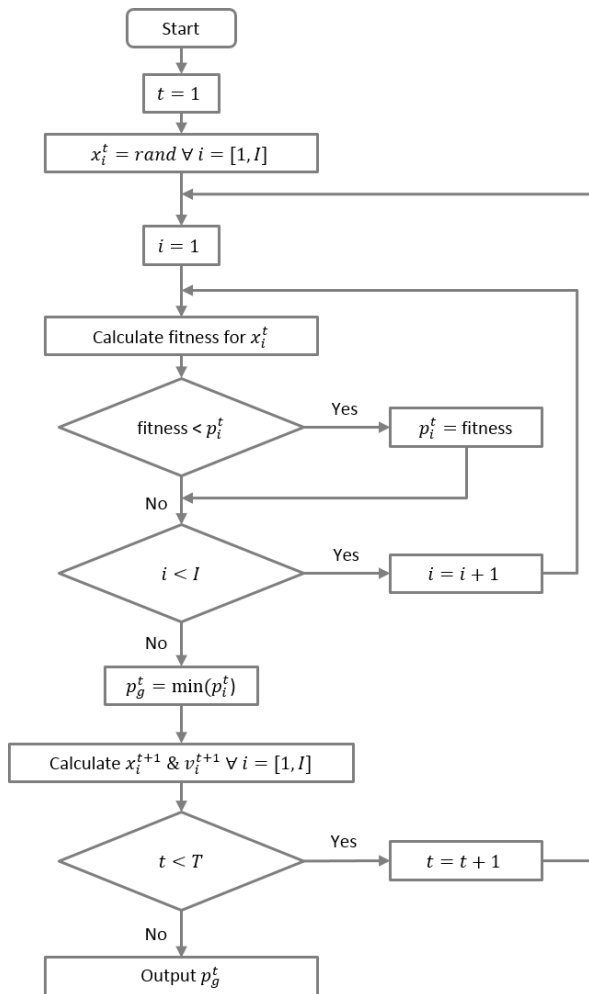 Start
t = 1
x_i^t = rand ∀ i = [1, I]
i = 1
Calculate fitness for x_i^t
fitness < p_i^t
Yes
p_i^t = fitness
No
i < I
Yes
i = i + 1
No
p_g^t = min(p_i^t)
Calculate x_i^{t+1} & v_i^{t+1} ∀ i = [1, I]
t < T
Yes
t = t + 1
No
Output p_g^t